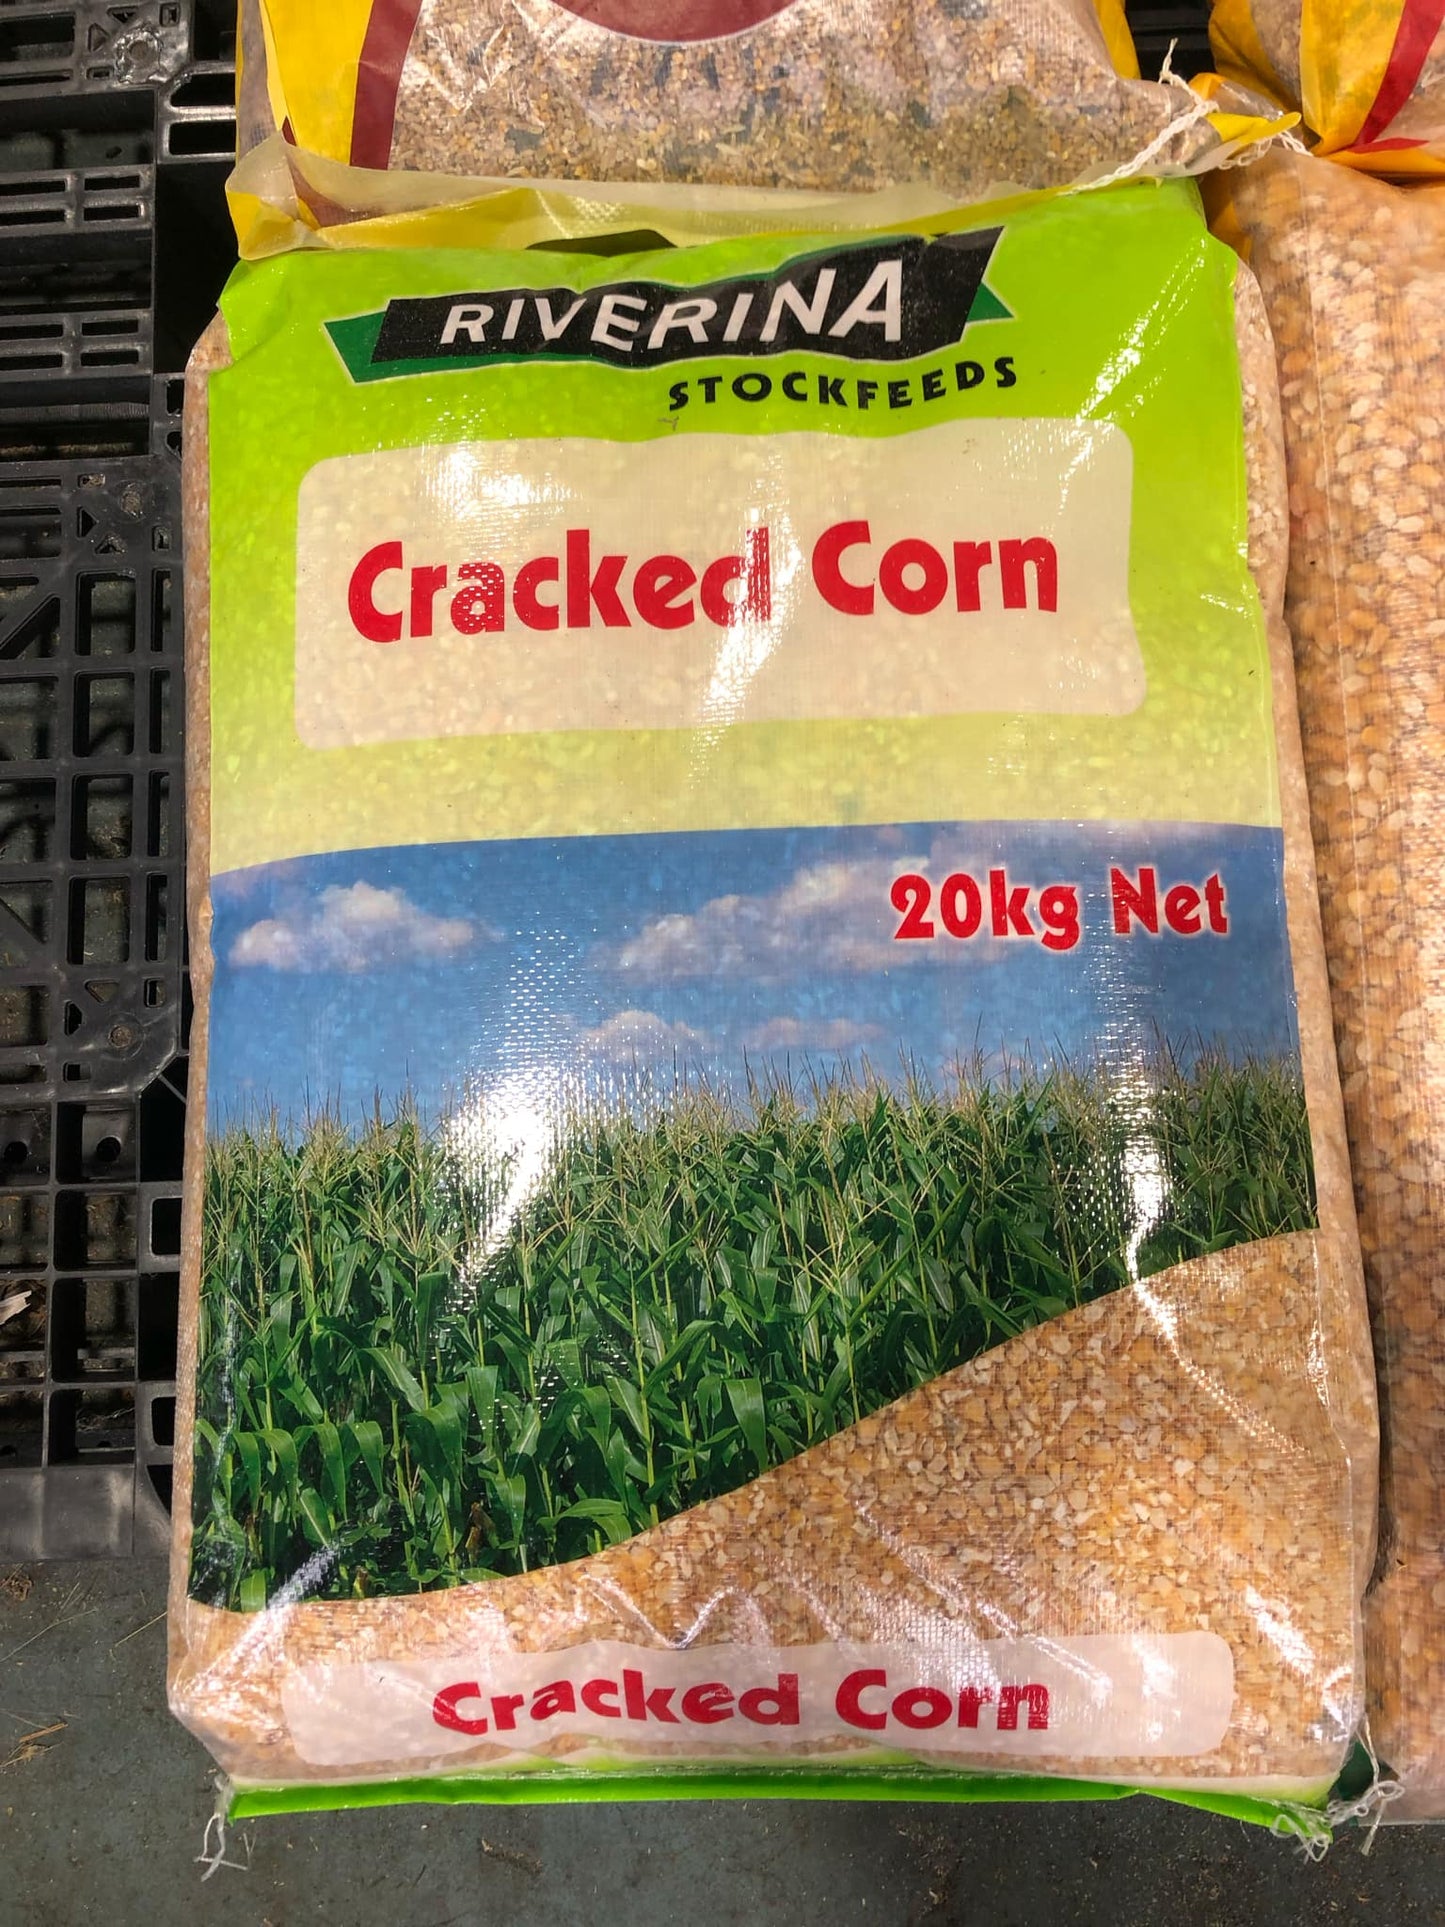 RIVERINA
STOCKFEEDS
Cracked Corn
20kg Net
Cracked Corn